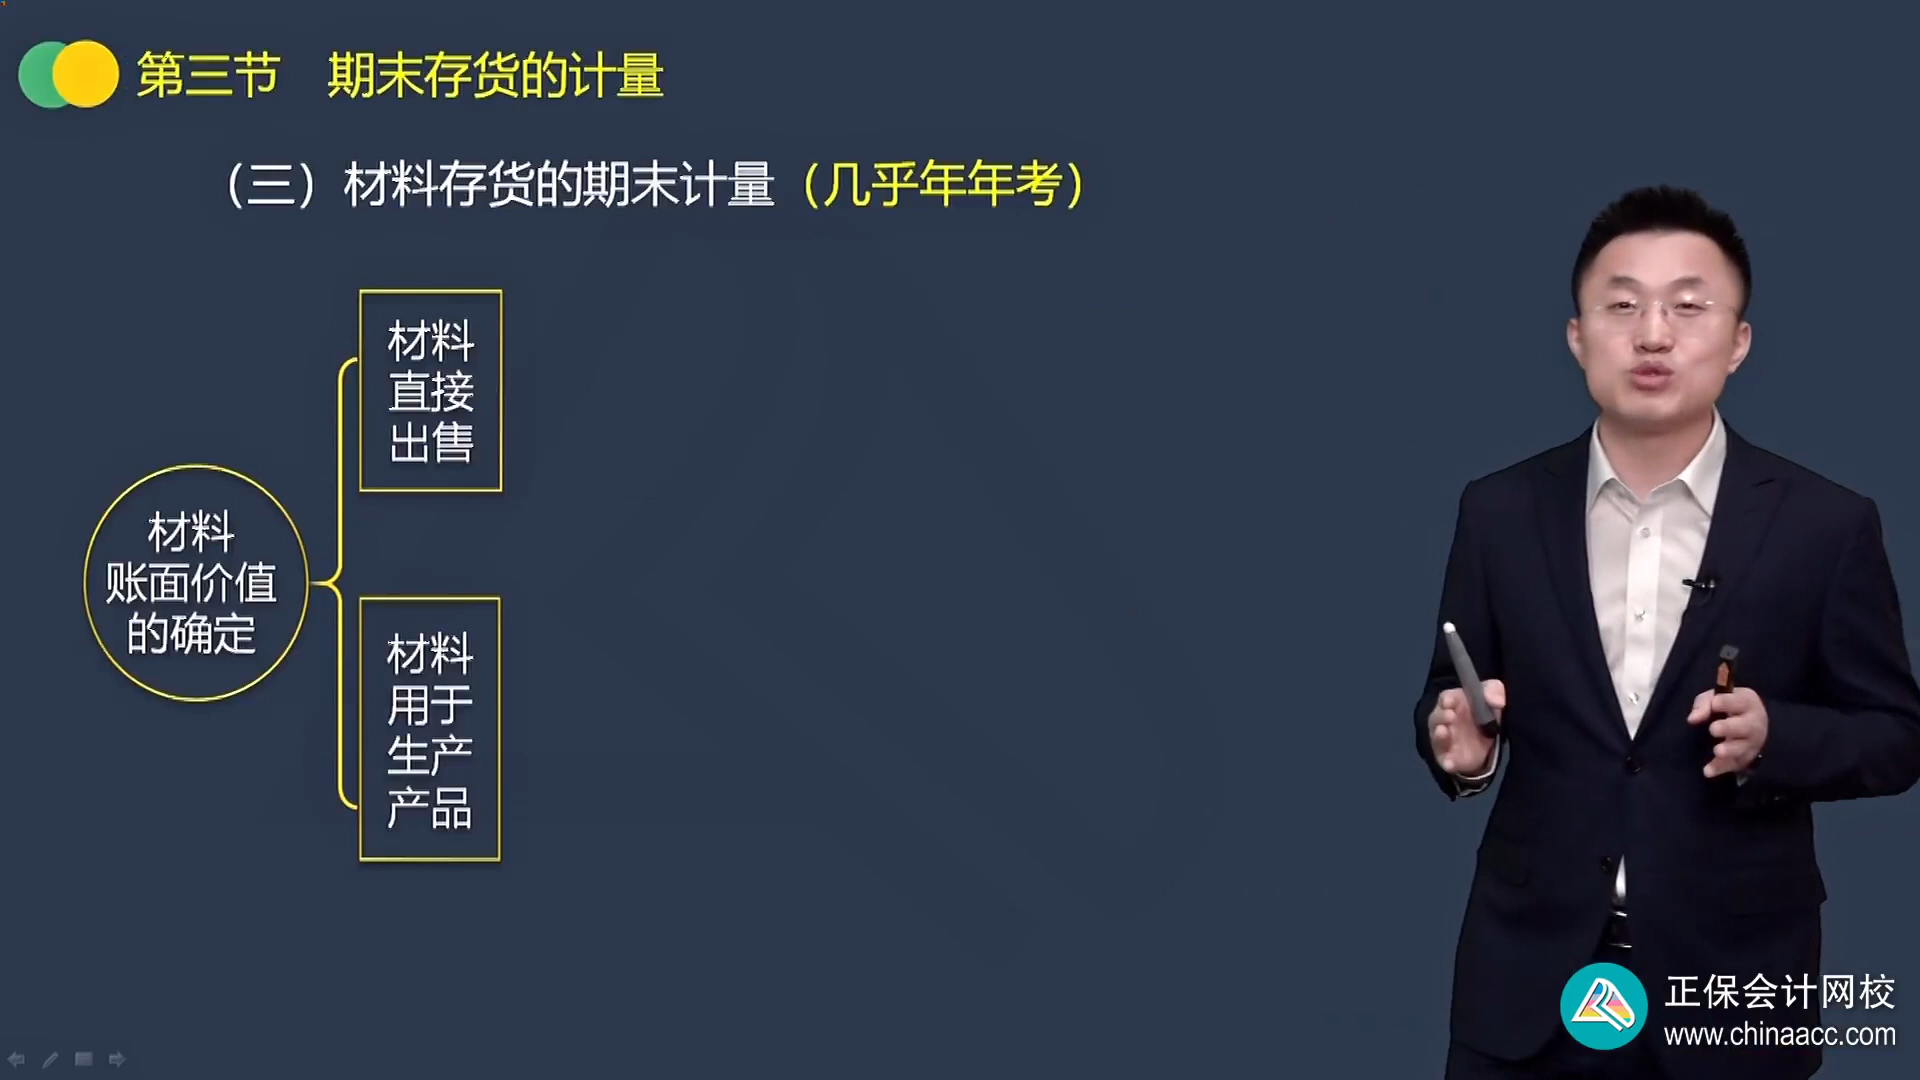 第三节　期末存货的计量
（三）材料存货的期末计量（几乎年年考）
材料
直接
出售
材料
账面价值
的确定
材料
用于
生产
产品
正保会计网校
www.chinaacc.com